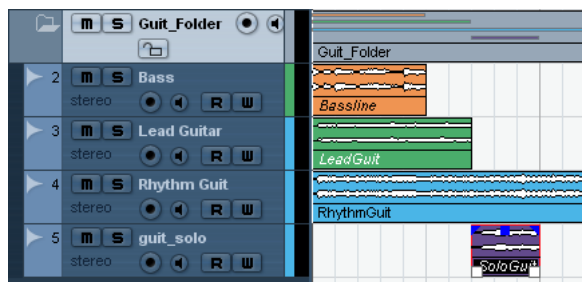 m S Guit_Folder
Guit_Folder
2 m S Bass
stereo R W
Bassline
3 m S Lead Guitar
stereo R W
LeadGuit
4 m S Rhythm Guit
stereo R W
RhythmGuit
5 m S guit_solo
stereo R W
SoloGuit